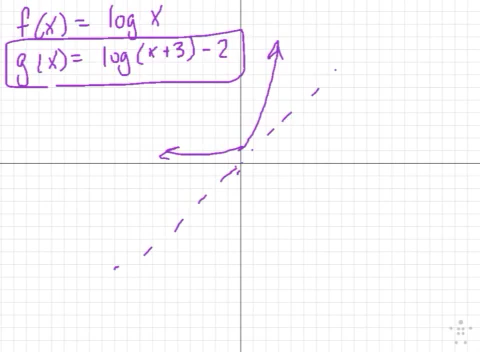 f(x) = log x
g(x) = log(x+3) - 2